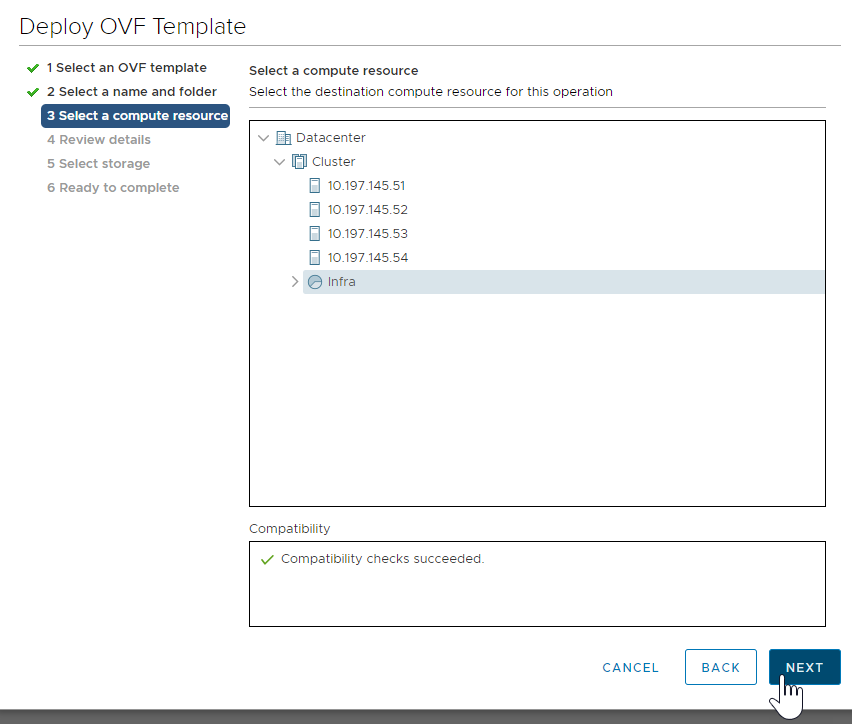 Deploy OVF Template
1 Select an OVF template
2 Select a name and folder
3 Select a compute resource
4 Review details
5 Select storage
6 Ready to complete
Select a compute resource
Select the destination compute resource for this operation
Datacenter
Cluster
10.197.145.51
10.197.145.52
10.197.145.53
10.197.145.54
Infra
Compatibility
Compatibility checks succeeded.
CANCEL
BACK
NEXT